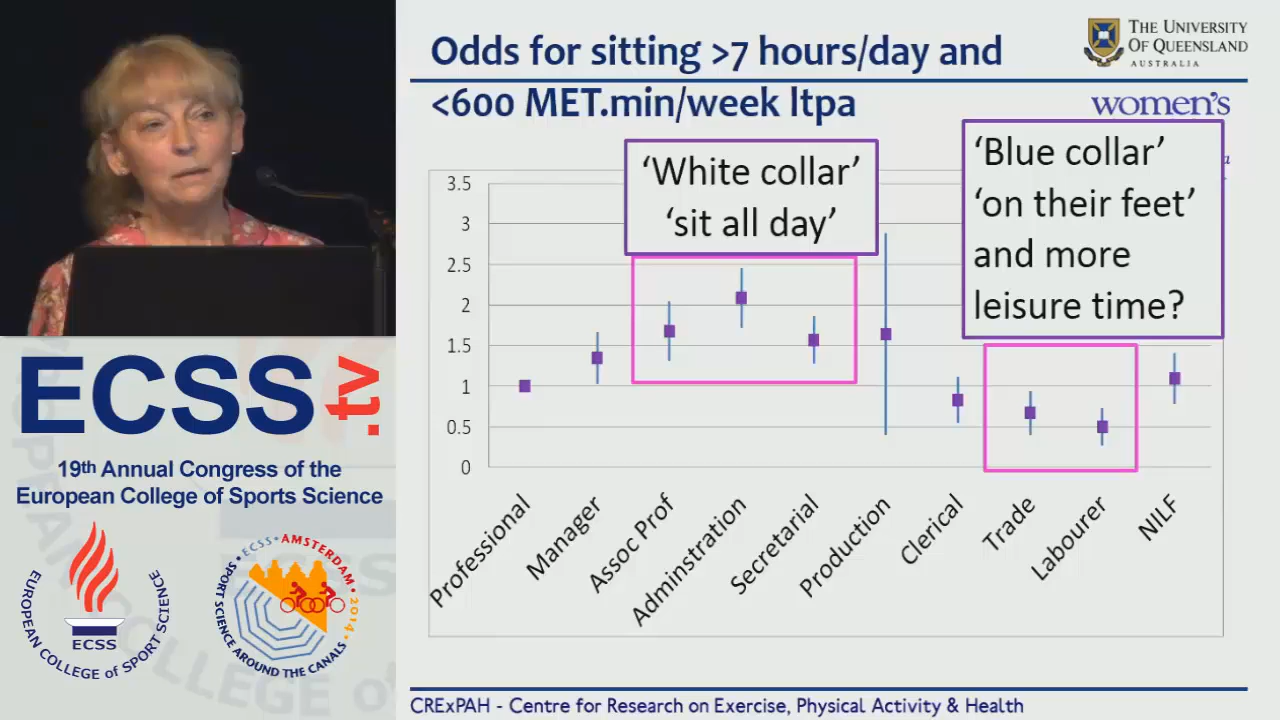 Odds for sitting >7 hours/day and
<600 MET.min/week ltpa
THE UNIVERSITY
OF QUEENSLAND
AUSTRALIA
women's
'White collar'
'sit all day'
'Blue collar'
'on their feet'
and more
leisure time?
3.5
3
2.5
2
1.5
1
0.5
0
Professional
Manager
Assoc Prof
Adminstration
Secretarial
Production
Clerical
Trade
Labourer
NILF
CRExPAH - Centre for Research on Exercise, Physical Activity & Health
ECSS.tv
19th Annual Congress of the
European College of Sports Science
EUROPEAN COLLEGE of SPORT SCIENCE
ECSS
•ECSS•AMSTERDAM 2014•
SPORT SCIENCE AROUND THE CANALS